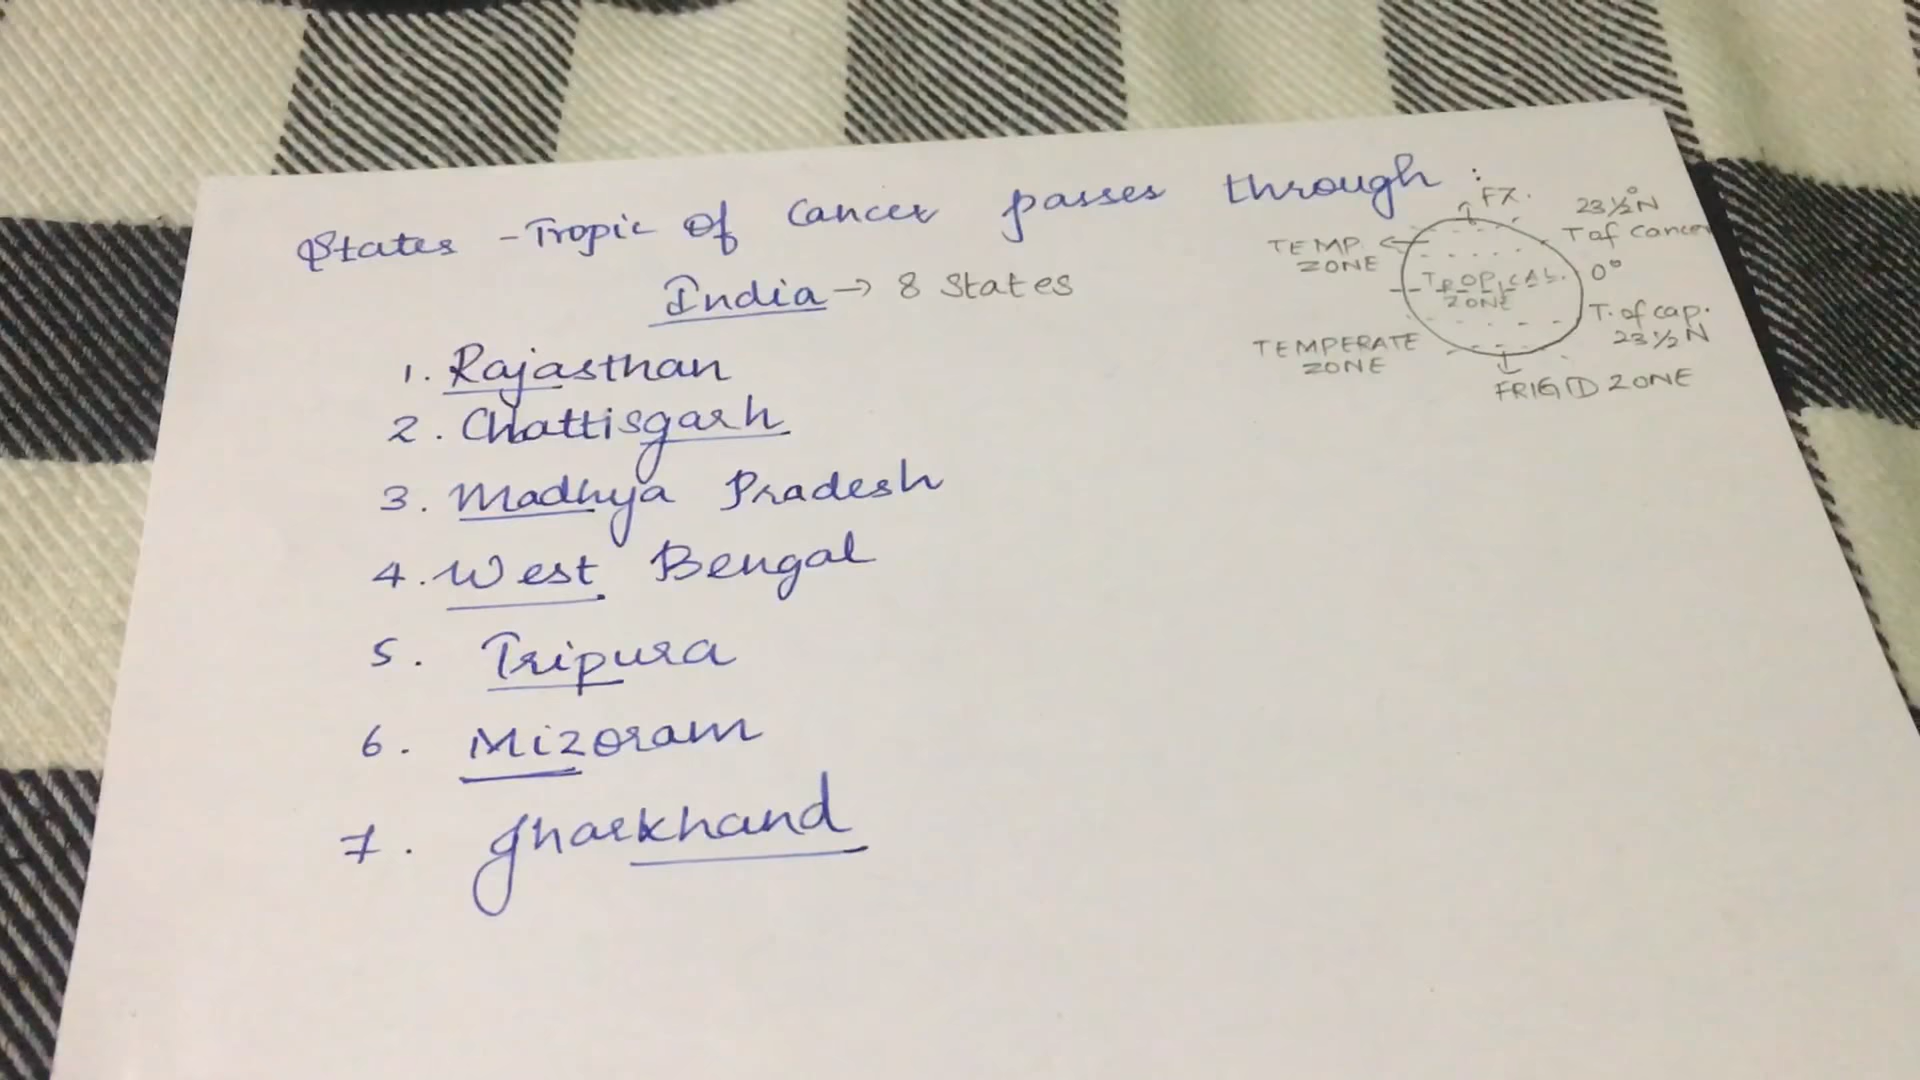 States - Tropic of Cancer passes through :
India → 8 States
1. Rajasthan
2. Chattisgarh
3. Madhya Pradesh
4. West Bengal
5. Tripura
6. Mizoram
7. Jharkhand
FZ.
23½°N
T of Cancer
TEMP.
ZONE
TROPICAL
ZONE
0°
T. of cap.
23½N
TEMPERATE
ZONE
FRIGID ZONE